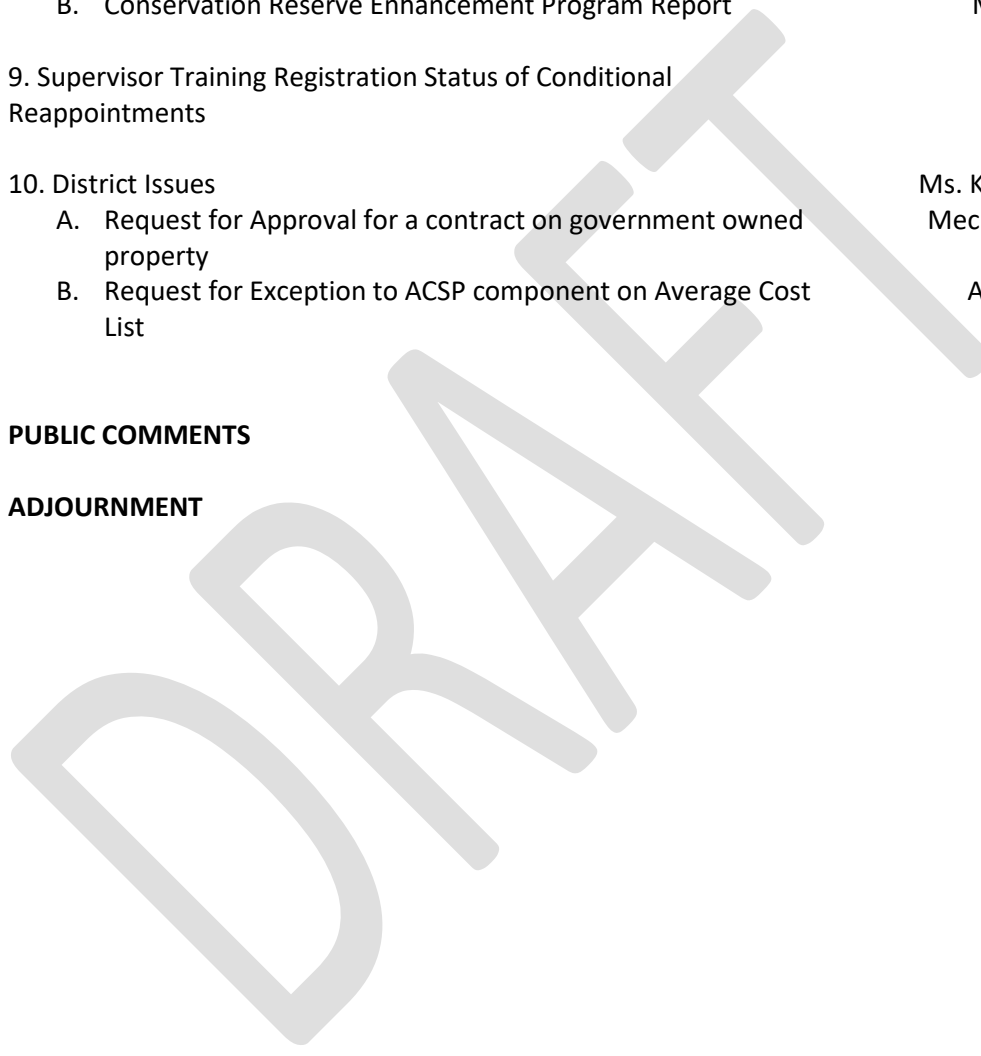 B. Conservation Reserve Enhancement Program Report
9. Supervisor Training Registration Status of Conditional
Reappointments
10. District Issues Ms.
A. Request for Approval for a contract on government owned
property
B. Request for Exception to ACSP component on Average Cost
List
PUBLIC COMMENTS
ADJOURNMENT
DRAFT